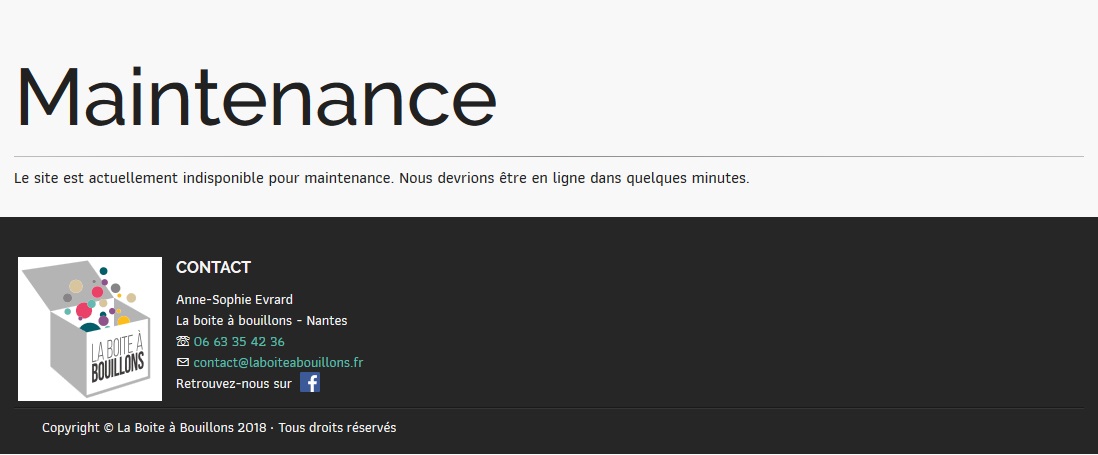 Maintenance
Le site est actuellement indisponible pour maintenance. Nous devrions être en ligne dans quelques minutes.
LA BOITE À
BOUILLONS
CONTACT
Anne-Sophie Evrard
La boite à bouillons - Nantes
06 63 35 42 36
contact@laboiteabouillons.fr
Retrouvez-nous sur
Copyright © La Boite à Bouillons 2018 · Tous droits réservés